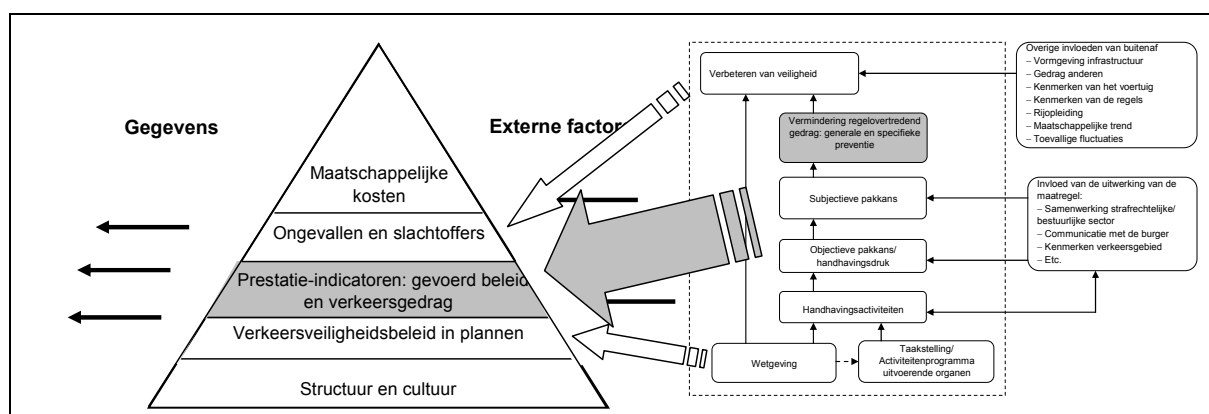 Gegevens
Externe factor
Maatschappelijke
kosten
Ongevallen en slachtoffers
Prestatie-indicatoren: gevoerd beleid
en verkeersgedrag
Verkeersveiligheidsbeleid in plannen
Structuur en cultuur
Verbeteren van veiligheid
Vermindering regelovertredend
gedrag: generale en specifieke
preventie
Subjectieve pakkans
Objectieve pakkans/
handhavingsdruk
Handhavingsactiviteiten
Wetgeving
Taakstelling/
Activiteitenprogramma
uitvoerende organen
Overige invloeden van buitenaf
– Vormgeving infrastructuur
– Gedrag anderen
– Kenmerken van het voertuig
– Kenmerken van de regels
– Rijopleiding
– Maatschappelijke trend
– Toevallige fluctuaties
Invloed van de uitwerking van de
maatregel:
– Samenwerking strafrechtelijke/
bestuurlijke sector
– Communicatie met de burger
– Kenmerken verkeersgebied
– Etc.